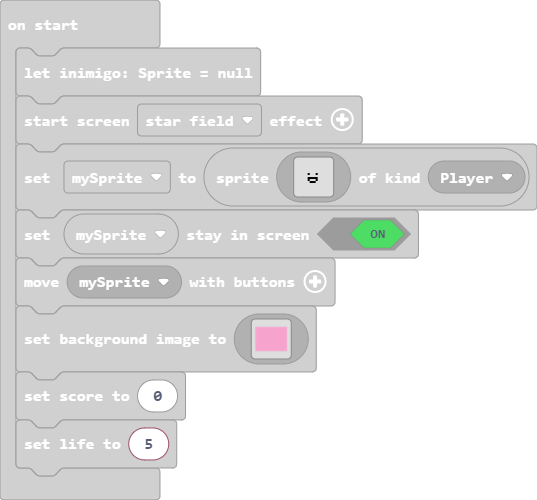 on start
let inimigo: Sprite = null
start screen star field effect
set mySprite to sprite of kind Player
set mySprite stay in screen ON
move mySprite with buttons
set background image to
set score to 0
set life to 5